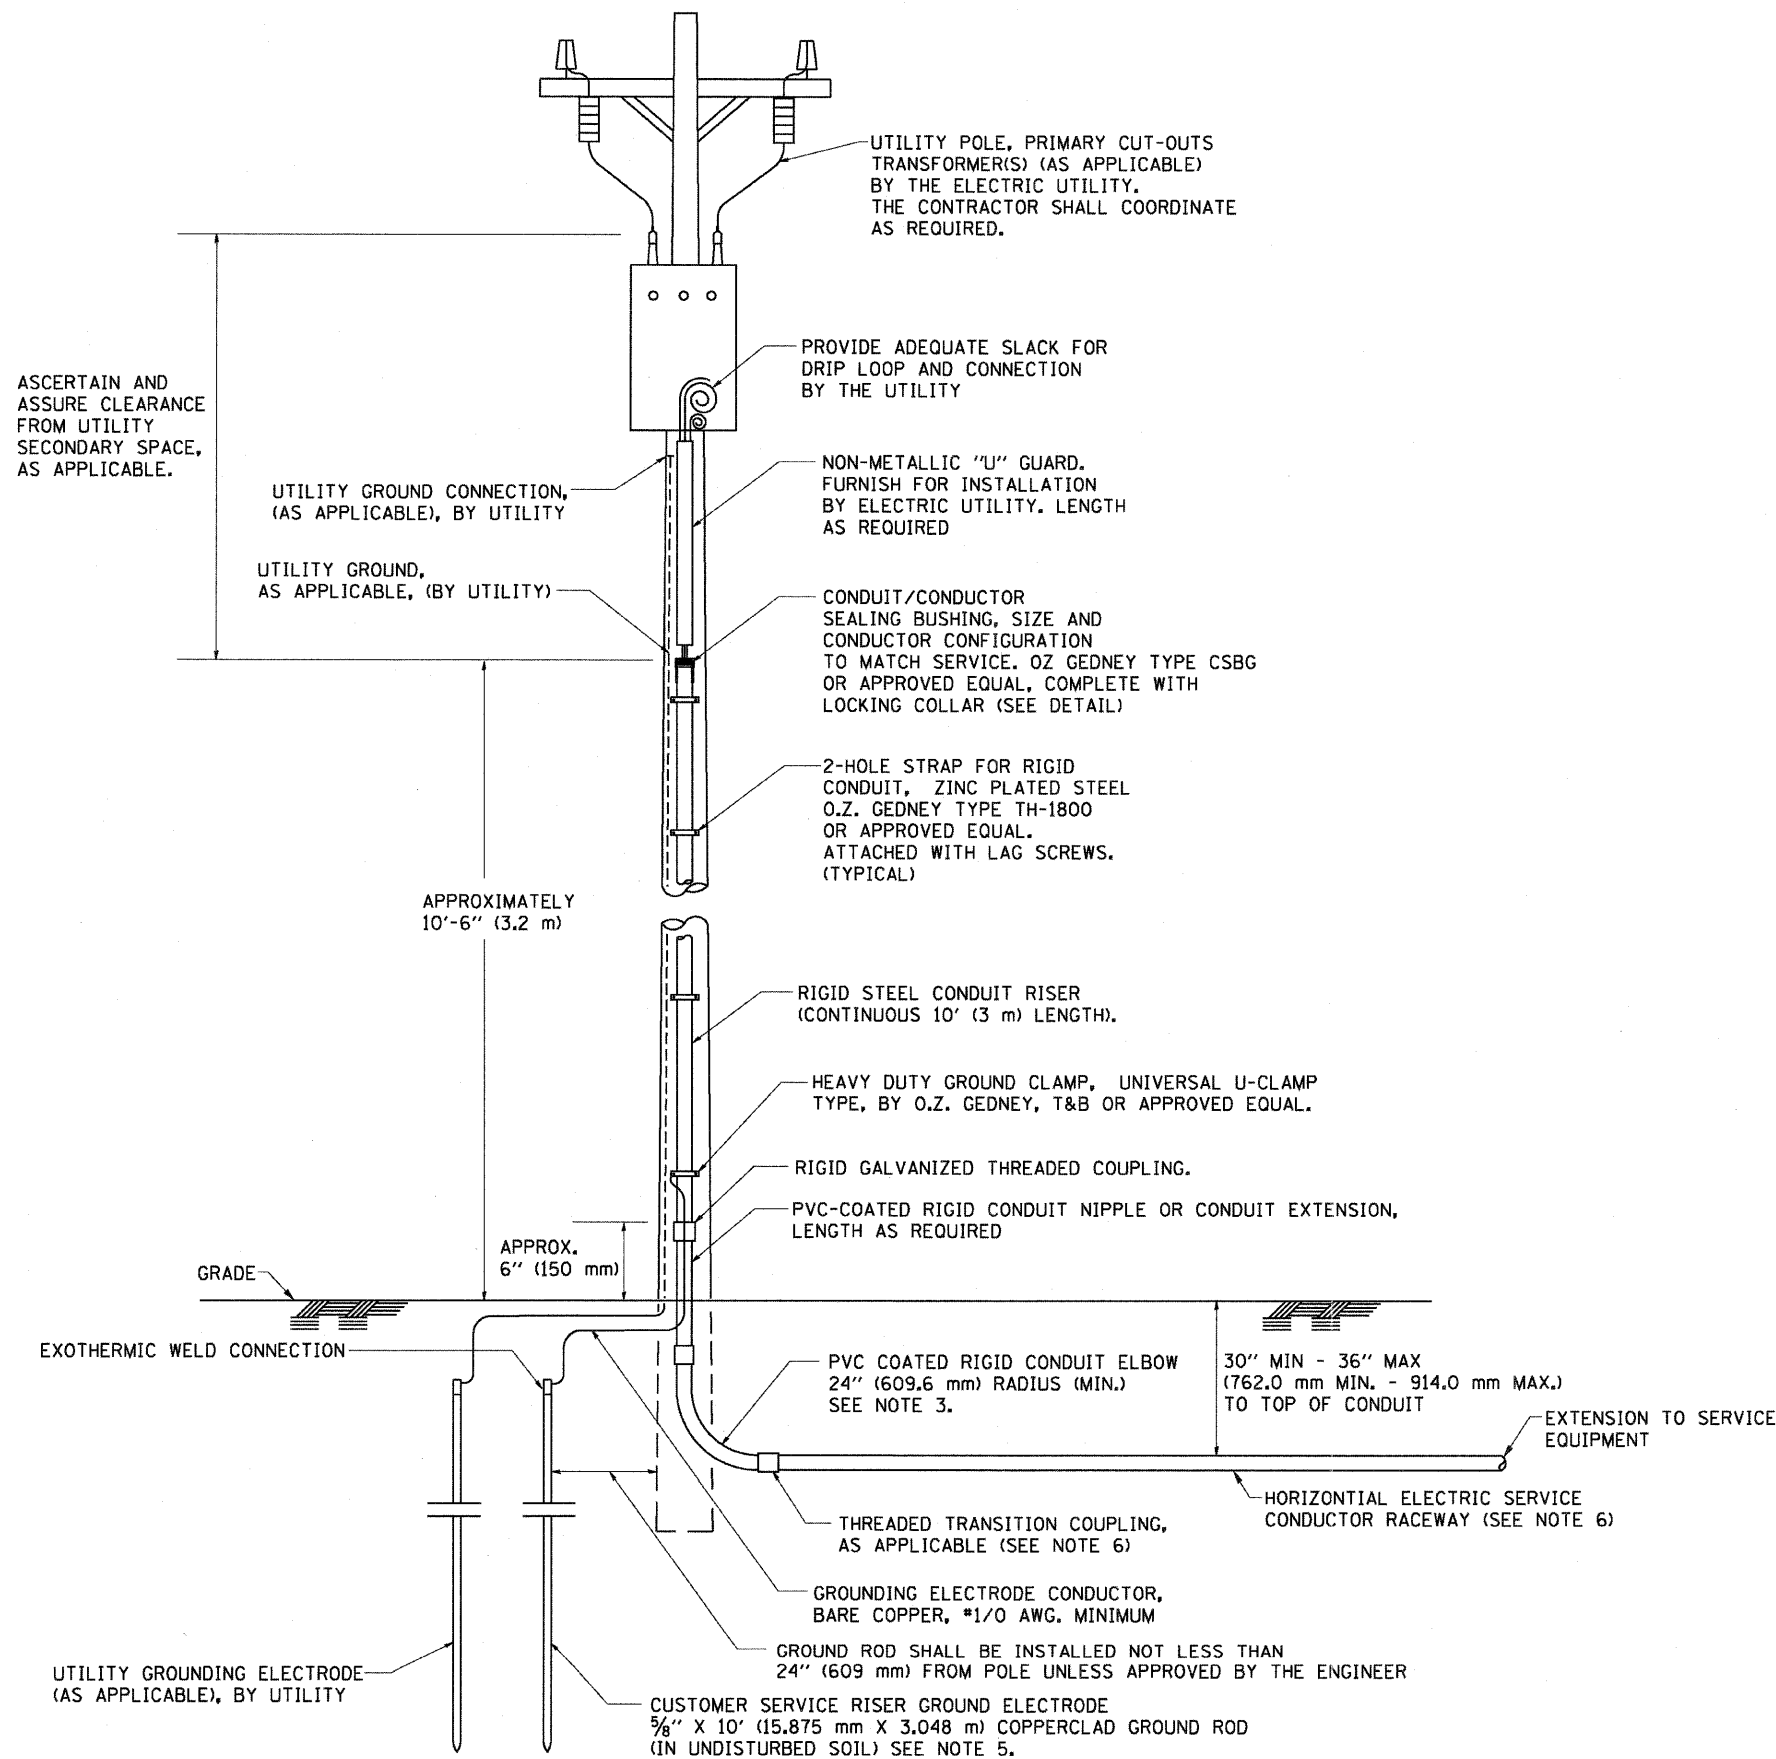 UTILITY POLE, PRIMARY CUT-OUTS
TRANSFORMER(S) (AS APPLICABLE)
BY THE ELECTRIC UTILITY.
THE CONTRACTOR SHALL COORDINATE
AS REQUIRED.
PROVIDE ADEQUATE SLACK FOR
DRIP LOOP AND CONNECTION
BY THE UTILITY
ASCERTAIN AND
ASSURE CLEARANCE
FROM UTILITY
SECONDARY SPACE,
AS APPLICABLE.
NON-METALLIC "U" GUARD.
FURNISH FOR INSTALLATION
BY ELECTRIC UTILITY. LENGTH
AS REQUIRED
UTILITY GROUND CONNECTION,
(AS APPLICABLE), BY UTILITY
UTILITY GROUND,
AS APPLICABLE, (BY UTILITY)
CONDUIT/CONDUCTOR
SEALING BUSHING, SIZE AND
CONDUCTOR CONFIGURATION
TO MATCH SERVICE. OZ GEDNEY TYPE CSBG
OR APPROVED EQUAL, COMPLETE WITH
LOCKING COLLAR (SEE DETAIL)
2-HOLE STRAP FOR RIGID
CONDUIT, ZINC PLATED STEEL
O.Z. GEDNEY TYPE TH-1800
OR APPROVED EQUAL.
ATTACHED WITH LAG SCREWS.
(TYPICAL)
APPROXIMATELY
10'-6" (3.2 m)
RIGID STEEL CONDUIT RISER
(CONTINUOUS 10' (3 m) LENGTH).
HEAVY DUTY GROUND CLAMP, UNIVERSAL U-CLAMP
TYPE, BY O.Z. GEDNEY, T&B OR APPROVED EQUAL.
RIGID GALVANIZED THREADED COUPLING.
PVC-COATED RIGID CONDUIT NIPPLE OR CONDUIT EXTENSION,
LENGTH AS REQUIRED
APPROX.
6" (150 mm)
GRADE
EXOTHERMIC WELD CONNECTION
PVC COATED RIGID CONDUIT ELBOW
24" (609.6 mm) RADIUS (MIN.)
SEE NOTE 3.
30" MIN - 36" MAX
(762.0 mm MIN. - 914.0 mm MAX.)
TO TOP OF CONDUIT
EXTENSION TO SERVICE
EQUIPMENT
HORIZONTIAL ELECTRIC SERVICE
CONDUCTOR RACEWAY (SEE NOTE 6)
THREADED TRANSITION COUPLING,
AS APPLICABLE (SEE NOTE 6)
GROUNDING ELECTRODE CONDUCTOR,
BARE COPPER, #1/0 AWG. MINIMUM
GROUND ROD SHALL BE INSTALLED NOT LESS THAN
24" (609 mm) FROM POLE UNLESS APPROVED BY THE ENGINEER
UTILITY GROUNDING ELECTRODE
(AS APPLICABLE), BY UTILITY
CUSTOMER SERVICE RISER GROUND ELECTRODE
5/8" X 10' (15.875 mm X 3.048 m) COPPERCLAD GROUND ROD
(IN UNDISTURBED SOIL) SEE NOTE 5.